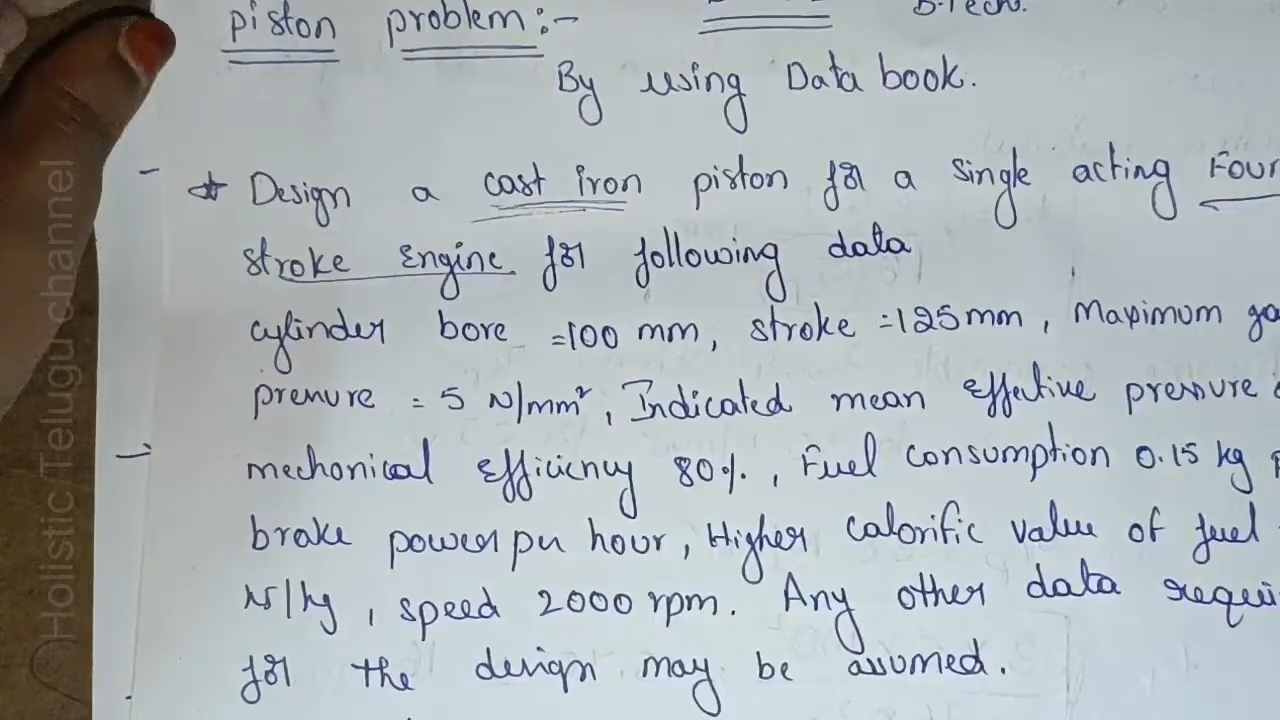 piston problem:- B.Tech.
By using Data book.
* Design a cast iron piston for a single acting Four
stroke Engine for following data
cylinder bore =100 mm, stroke =125mm, Maximum ga
pressure = 5 N/mm², Indicated mean effective pressure
mechanical efficiency 80%, Fuel consumption 0.15 kg
brake power per hour, Higher calorific value of fuel
/kg, speed 2000 rpm. Any other data requi
for the design may be assumed.
Holistic Telugu channel